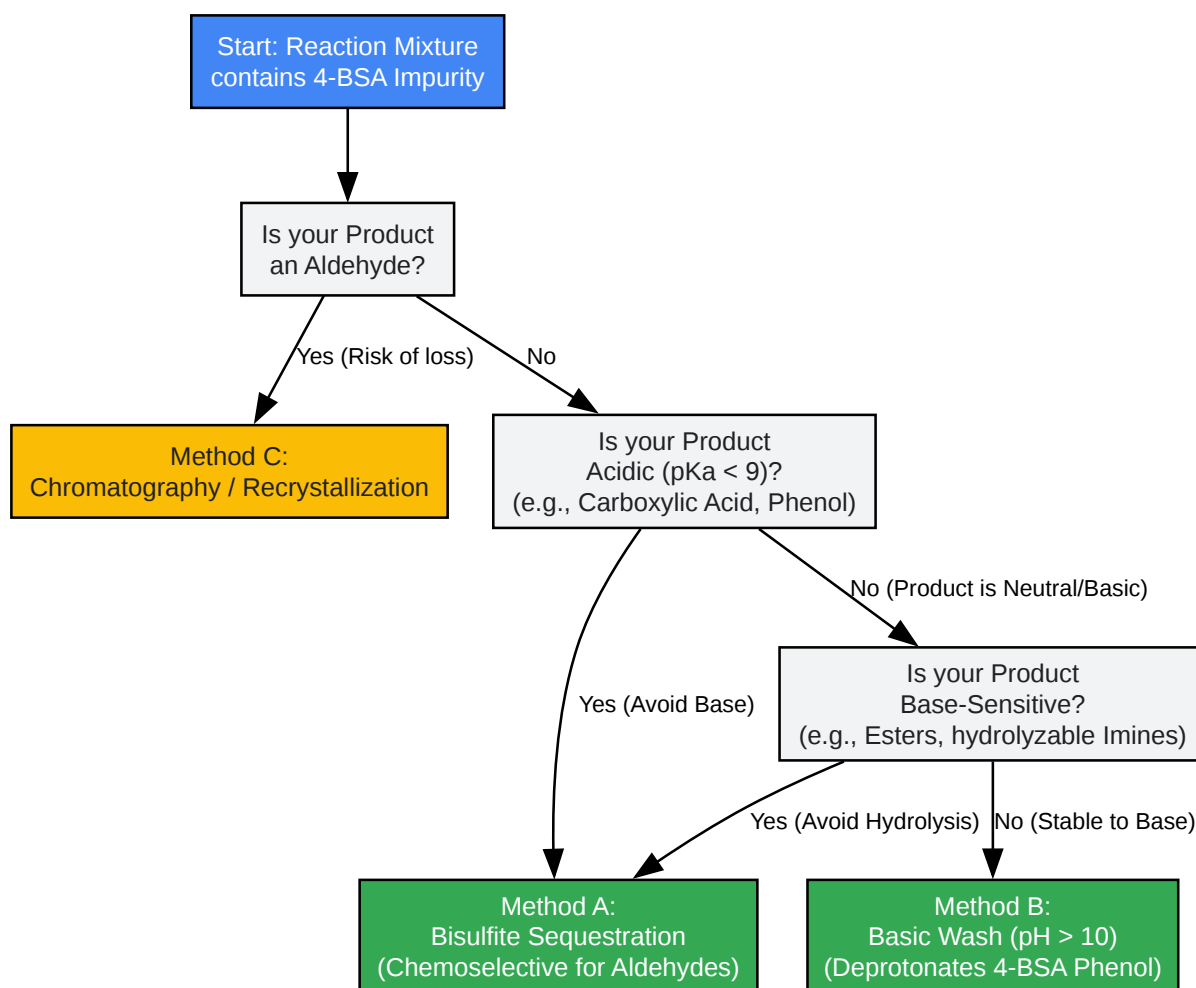 Start: Reaction Mixture
contains 4-BSA Impurity
Is your Product
an Aldehyde?
Yes (Risk of loss)
No
Method C:
Chromatography / Recrystallization
Is your Product
Acidic (pKa < 9)?
(e.g., Carboxylic Acid, Phenol)
No (Product is Neutral/Basic)
Is your Product
Base-Sensitive?
(e.g., Esters, hydrolyzable Imines)
Yes (Avoid Base)
Yes (Avoid Hydrolysis)
No (Stable to Base)
Method A:
Bisulfite Sequestration
(Chemoselective for Aldehydes)
Method B:
Basic Wash (pH > 10)
(Deprotonates 4-BSA Phenol)